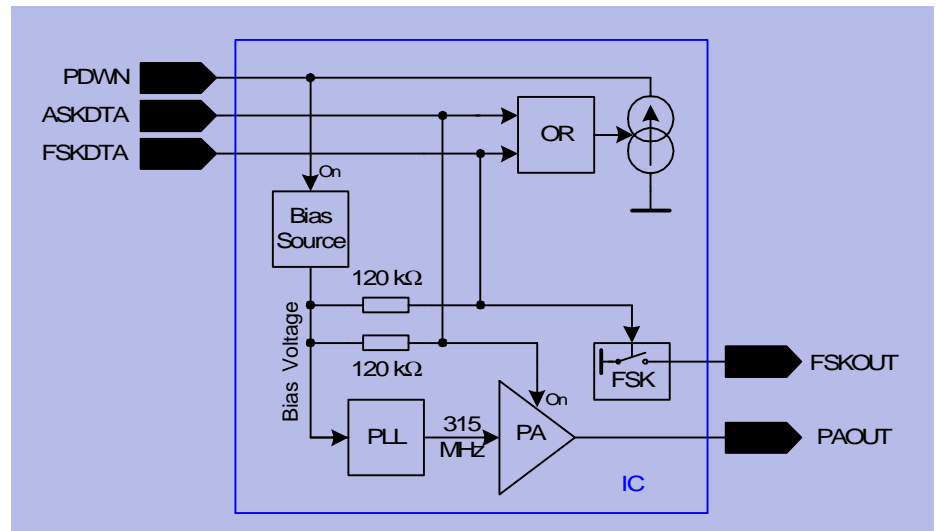 PDWN
ASKDTA
FSKDTA
On
OR
Bias
Source
120 kΩ
120 kΩ
Bias Voltage
FSK
FSKOUT
On
PLL
315
MHz
PA
PAOUT
IC